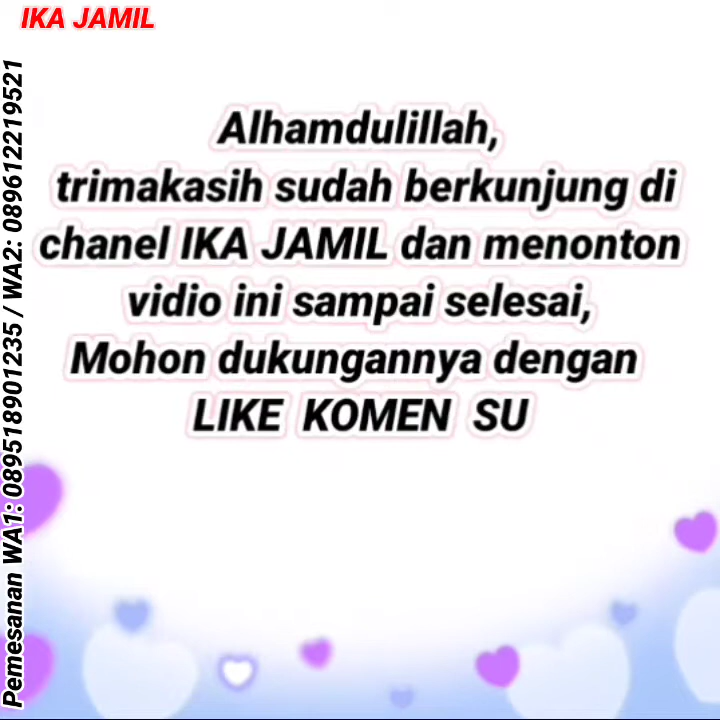 IKA JAMIL
Pemesanan WA1: 089518901235 / WA2: 089612219521
Alhamdulillah,
trimakasih sudah berkunjung di
chanel IKA JAMIL dan menonton
vidio ini sampai selesai,
Mohon dukungannya dengan
LIKE KOMEN SU